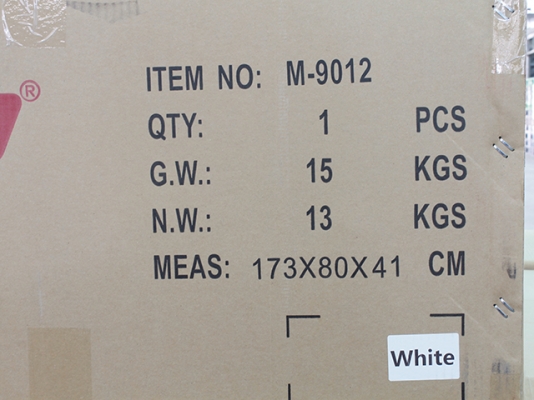 ®
ITEM NO: M-9012
QTY: 1 PCS
G.W.: 15 KGS
N.W.: 13 KGS
MEAS: 173X80X41 CM
White